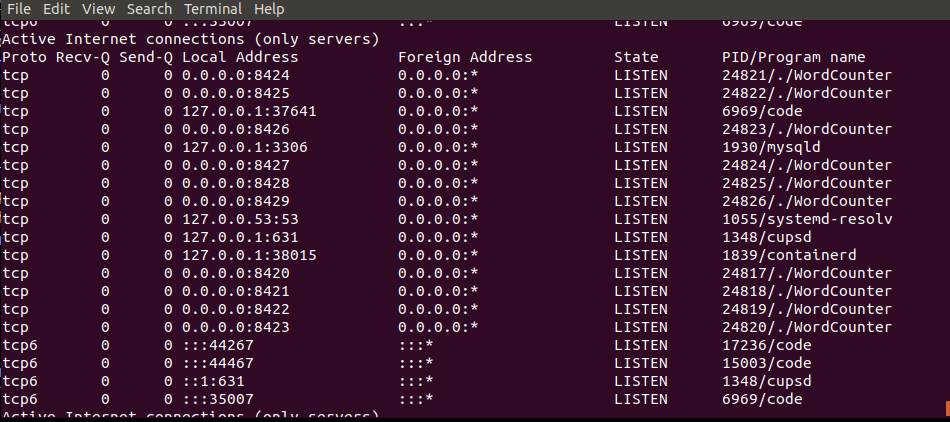 File Edit View Search Terminal Help
tcp6 0 0 :::35007 :::* LISTEN 6969/code
Active Internet connections (only servers)
Proto Recv-Q Send-Q Local Address Foreign Address State PID/Program name
tcp 0 0 0.0.0.0:8424 0.0.0.0:* LISTEN 24821/./WordCounter
tcp 0 0 0.0.0.0:8425 0.0.0.0:* LISTEN 24822/./WordCounter
tcp 0 0 127.0.0.1:37641 0.0.0.0:* LISTEN 6969/code
tcp 0 0 0.0.0.0:8426 0.0.0.0:* LISTEN 24823/./WordCounter
tcp 0 0 127.0.0.1:3306 0.0.0.0:* LISTEN 1930/mysqld
tcp 0 0 0.0.0.0:8427 0.0.0.0:* LISTEN 24824/./WordCounter
tcp 0 0 0.0.0.0:8428 0.0.0.0:* LISTEN 24825/./WordCounter
tcp 0 0 0.0.0.0:8429 0.0.0.0:* LISTEN 24826/./WordCounter
tcp 0 0 127.0.0.53:53 0.0.0.0:* LISTEN 1055/systemd-resolv
tcp 0 0 127.0.0.1:631 0.0.0.0:* LISTEN 1348/cupsd
tcp 0 0 127.0.0.1:38015 0.0.0.0:* LISTEN 1839/containerd
tcp 0 0 0.0.0.0:8420 0.0.0.0:* LISTEN 24817/./WordCounter
tcp 0 0 0.0.0.0:8421 0.0.0.0:* LISTEN 24818/./WordCounter
tcp 0 0 0.0.0.0:8422 0.0.0.0:* LISTEN 24819/./WordCounter
tcp 0 0 0.0.0.0:8423 0.0.0.0:* LISTEN 24820/./WordCounter
tcp6 0 0 :::44267 :::* LISTEN 17236/code
tcp6 0 0 :::44467 :::* LISTEN 15003/code
tcp6 0 0 ::1:631 :::* LISTEN 1348/cupsd
tcp6 0 0 :::35007 :::* LISTEN 6969/code
Active Internet connections (only servers)